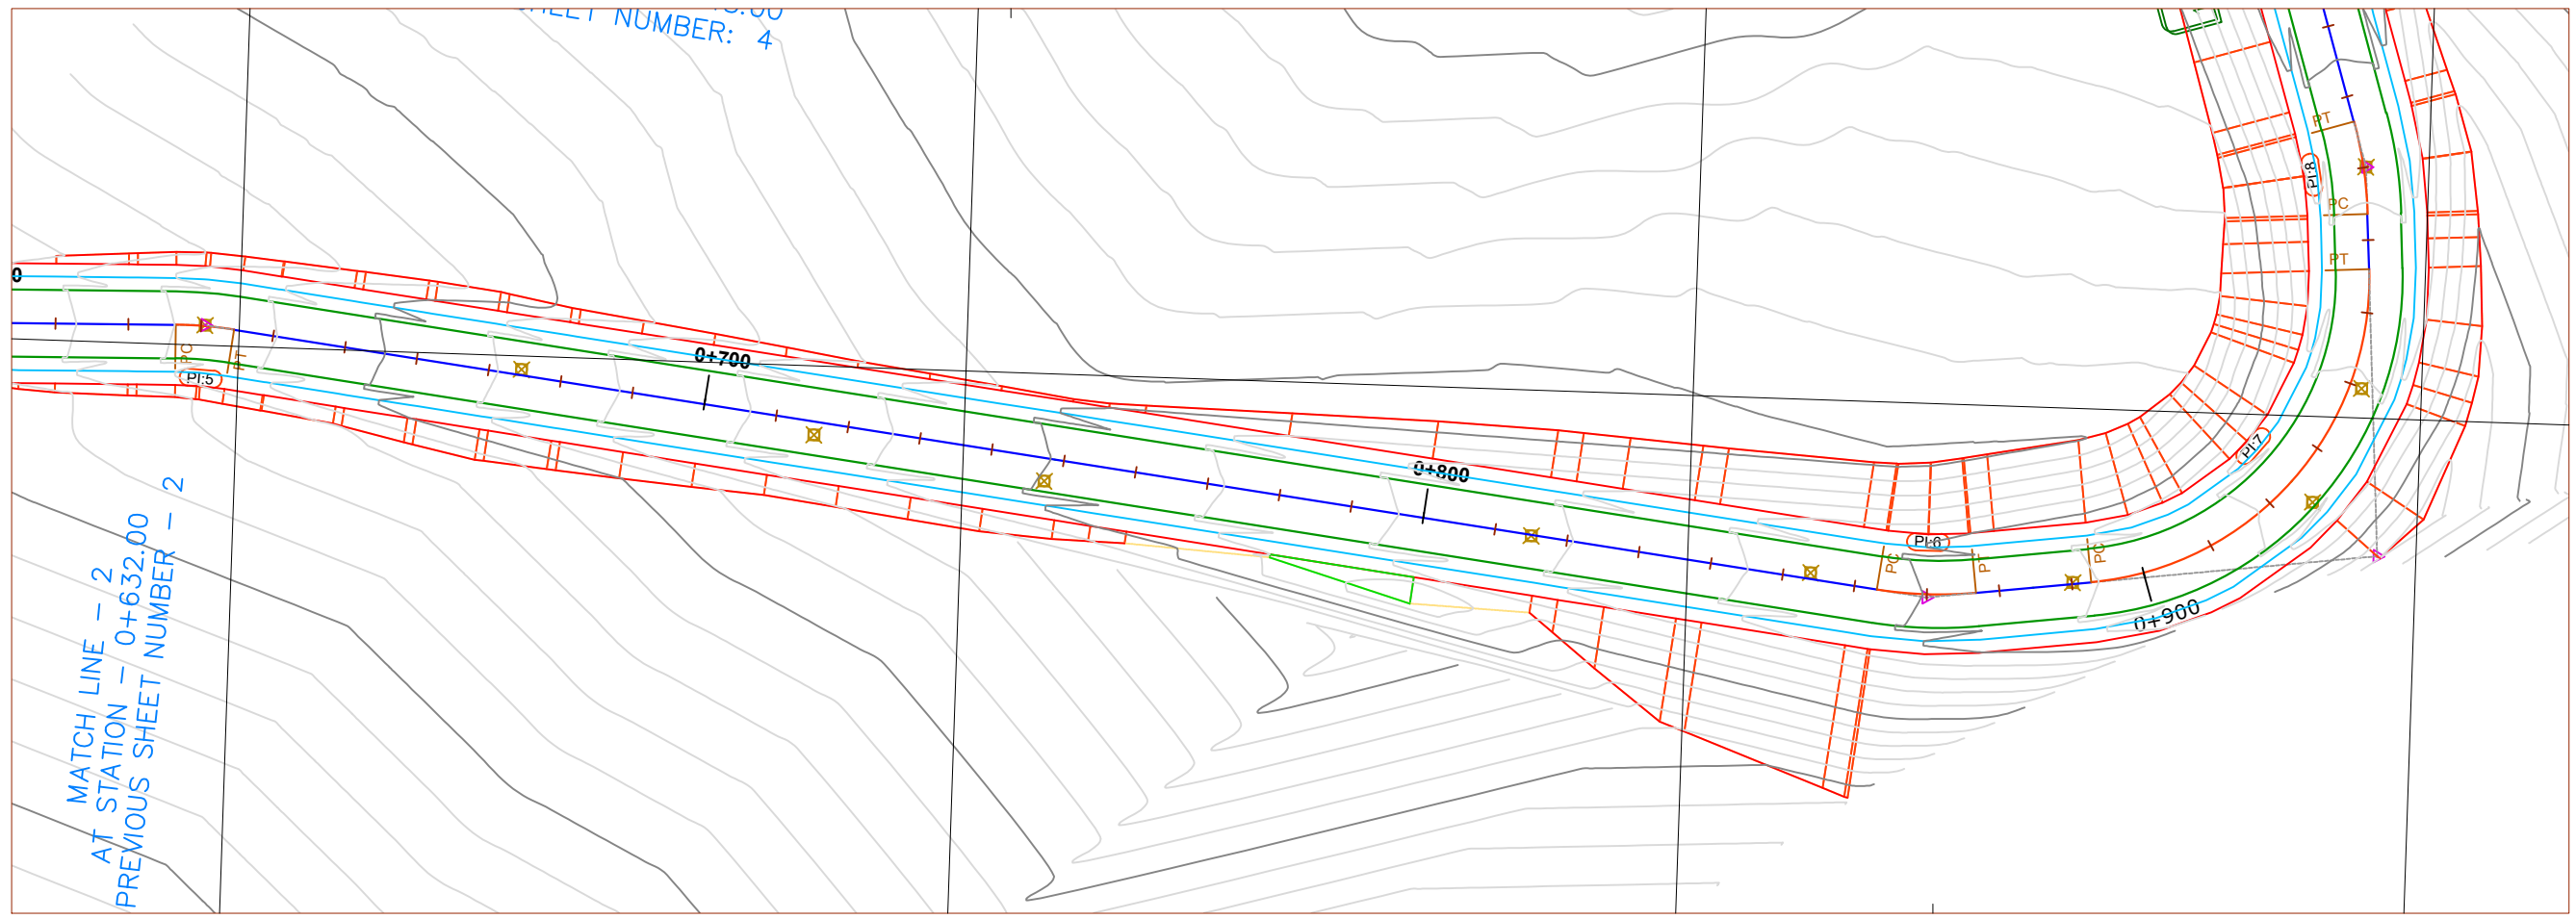 SHEET NUMBER: 4
0
PC
PT
PI:5
0+700
0+800
PC
PI:6
PT
PC
0+900
PI:7
PT
PC
PI:8
PT
MATCH LINE - 2
AT STATION - 0+632.00
PREVIOUS SHEET NUMBER - 2